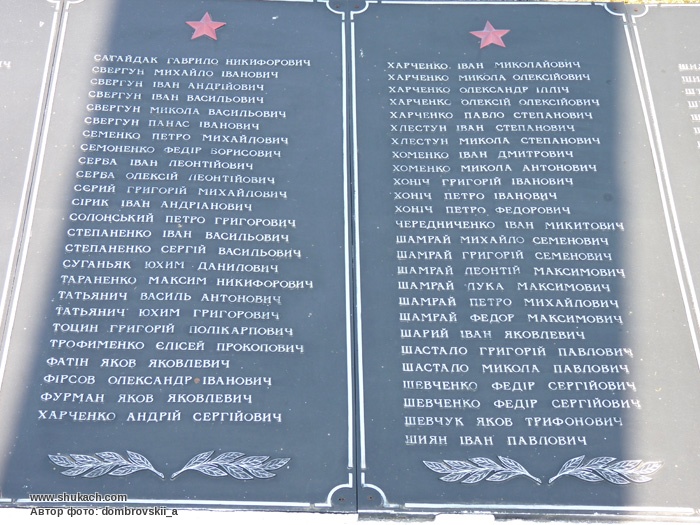 САГАЙДАК ГАВРИЛО НИКИФОРОВИЧ
СВЕРГУН МИХАЙЛО ІВАНОВИЧ
СВЕРГУН ІВАН АНДРІЙОВИЧ
СВЕРГУН ІВАН ВАСИЛЬОВИЧ
СВЕРГУН МИКОЛА ВАСИЛЬОВИЧ
СВЕРГУН ПАНАС ІВАНОВИЧ
СЕМЕНКО ПЕТРО МИХАЙЛОВИЧ
СЕМОНЕНКО ФЕДІР БОРИСОВИЧ
СЕРБА ІВАН ЛЕОНТІЙОВИЧ
СЕРБА ОЛЕКСІЙ ЛЕОНТІЙОВИЧ
СЄРИЙ ГРИГОРІЙ МИХАЙЛОВИЧ
СІРИК ІВАН АНДРІАНОВИЧ
СОЛОНСЬКИЙ ПЕТРО ГРИГОРОВИЧ
СТЕПАНЕНКО ІВАН ВАСИЛЬОВИЧ
СТЕПАНЕНКО СЕРГІЙ ВАСИЛЬОВИЧ
СУГАНЬЯК ЮХИМ ДАНИЛОВИЧ
ТАРАНЕНКО МАКСИМ НИКИФОРОВИЧ
ТАТЬЯНИЧ ВАСИЛЬ АНТОНОВИЧ
ТАТЬЯНИЧ ЮХИМ ГРИГОРОВИЧ
ТОЦИН ГРИГОРІЙ ПОЛІКАРПОВИЧ
ТРОФИМЕНКО ЄЛІСЕЙ ПРОКОПОВИЧ
ФАТІН ЯКОВ ЯКОВЛЕВИЧ
ФІРСОВ ОЛЕКСАНДР ІВАНОВИЧ
ФУРМАН ЯКОВ ЯКОВЛЕВИЧ
ХАРЧЕНКО АНДРІЙ СЕРГІЙОВИЧ
ХАРЧЕНКО ІВАН МИКОЛАЙОВИЧ
ХАРЧЕНКО МИКОЛА ОЛЕКСІЙОВИЧ
ХАРЧЕНКО ОЛЕКСАНДР ІЛЛІЧ
ХАРЧЕНКО ОЛЕКСІЙ ОЛЕКСІЙОВИЧ
ХАРЧЕНКО ПАВЛО СТЕПАНОВИЧ
ХЛЕСТУН ІВАН СТЕПАНОВИЧ
ХЛЕСТУН МИКОЛА СТЕПАНОВИЧ
ХОМЕНКО ІВАН ДМИТРОВИЧ
ХОМЕНКО МИКОЛА АНТОНОВИЧ
ХОНІЧ ГРИГОРІЙ ІВАНОВИЧ
ХОНІЧ ПЕТРО ІВАНОВИЧ
ХОНІЧ ПЕТРО ФЕДОРОВИЧ
ЧЕРЕДНИЧЕНКО ІВАН МИКИТОВИЧ
ШАМРАЙ МИХАЙЛО СЕМЕНОВИЧ
ШАМРАЙ ГРИГОРІЙ СЕМЕНОВИЧ
ШАМРАЙ ЛЕОНТІЙ МАКСИМОВИЧ
ШАМРАЙ ЛУКА МАКСИМОВИЧ
ШАМРАЙ ПЕТРО МИХАЙЛОВИЧ
ШАМРАЙ ФЕДОР МАКСИМОВИЧ
ШАРИЙ ІВАН ЯКОВЛЕВИЧ
ШАСТАЛО ГРИГОРІЙ ПАВЛОВИЧ
ШАСТАЛО МИКОЛА ПАВЛОВИЧ
ШЕВЧЕНКО ФЕДІР СЕРГІЙОВИЧ
ШЕВЧЕНКО ФЕДІР СЕРГІЙОВИЧ
ШЕВЧУК ЯКОВ ТРИФОНОВИЧ
ШИЯН ІВАН ПАВЛОВИЧ
www.shukach.com
Автор фото: dombrovskii_a